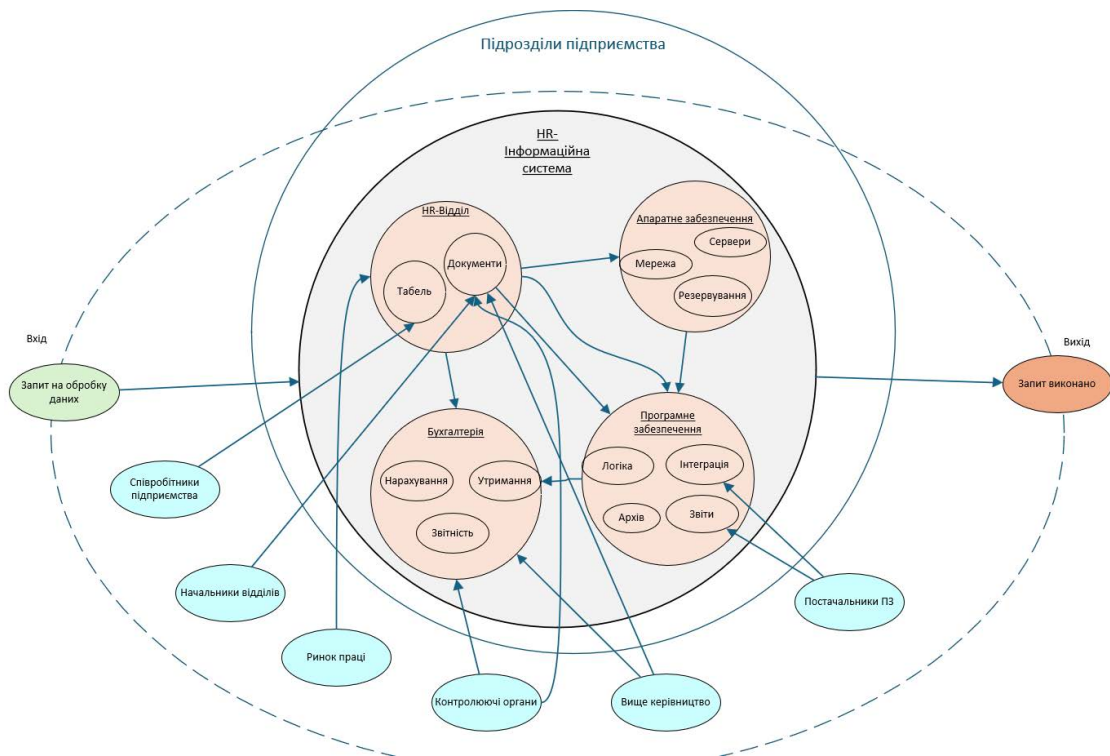 Підрозділи підприємства
HR-
Інформаційна
система
HR-Відділ
Документи
Табель
Апаратне забезпечення
Сервери
Мережа
Резервування
Вхід
Запит на обробку
даних
Вихід
Запит виконано
Бухгалтерія
Нарахування
Утримання
Звітність
Програмне
забезпечення
Логіка
Інтеграція
Архів
Звіти
Співробітники
підприємства
Начальники відділів
Ринок праці
Контролюючі органи
Вище керівництво
Постачальники ПЗ